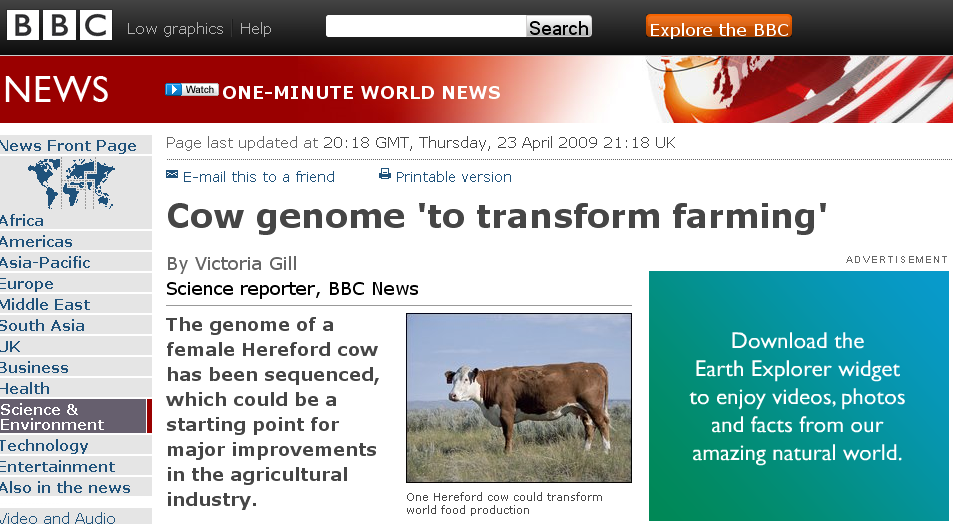 BBC Low graphics Help Search Explore the BBC
NEWS Watch ONE-MINUTE WORLD NEWS
Page last updated at 20:18 GMT, Thursday, 23 April 2009 21:18 UK
E-mail this to a friend Printable version
Cow genome 'to transform farming'
By Victoria Gill
Science reporter, BBC News
The genome of a
female Hereford cow
has been sequenced,
which could be a
starting point for
major improvements
in the agricultural
industry.
One Hereford cow could transform
world food production
ADVERTISEMENT
Download the
Earth Explorer widget
to enjoy videos, photos
and facts from our
amazing natural world.
News Front Page
Africa
Americas
Asia-Pacific
Europe
Middle East
South Asia
UK
Business
Health
Science &
Environment
Technology
Entertainment
Also in the news
Video and Audio